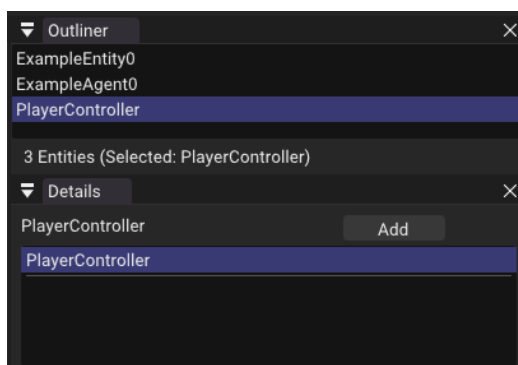 Outliner
ExampleEntity0
ExampleAgent0
PlayerController
3 Entities (Selected: PlayerController)
Details
PlayerController Add
PlayerController